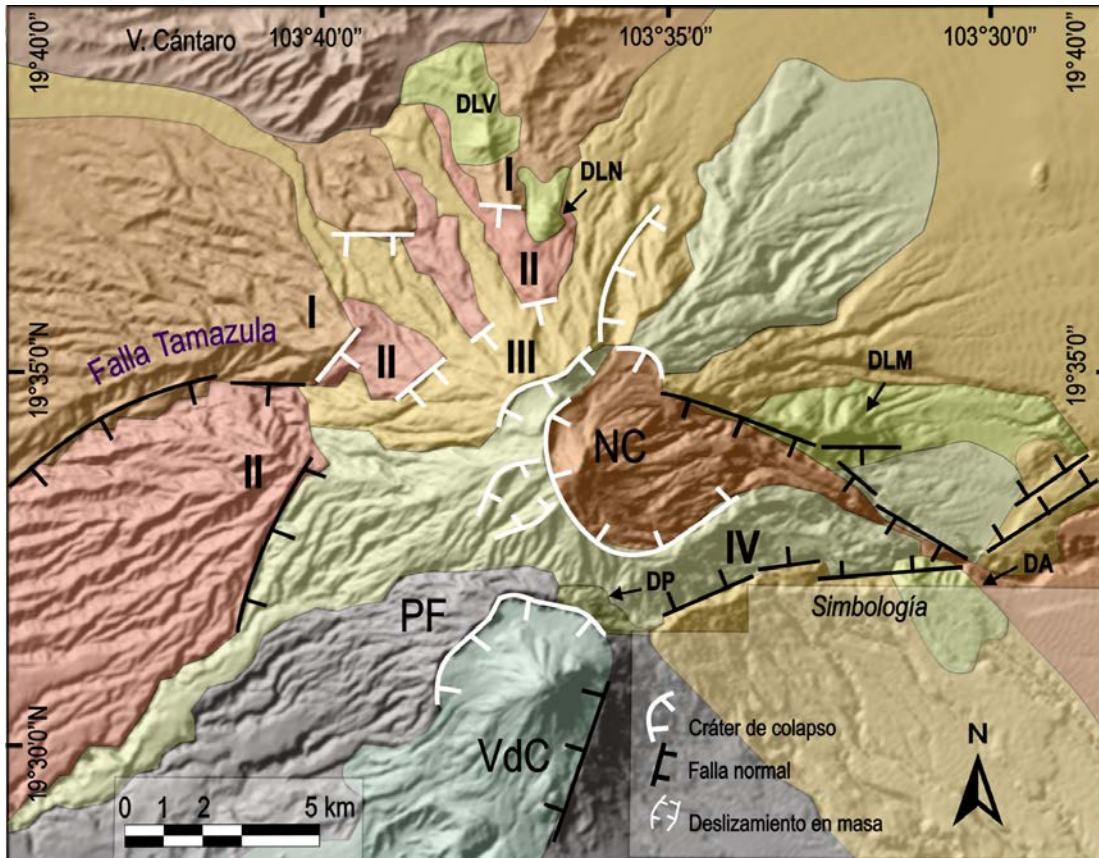 V. Cántaro
103°40'0"
103°35'0"
103°30'0"
19°40'0"
19°40'0"
DLV
I
DLN
II
I
Falla Tamazula
II
III
19°35'0"N
19°35'0"
DLM
NC
II
IV
DP
DA
PF
Simbología
VdC
Cráter de colapso
Falla normal
Deslizamiento en masa
N
19°30'0"N
0 1 2 5 km